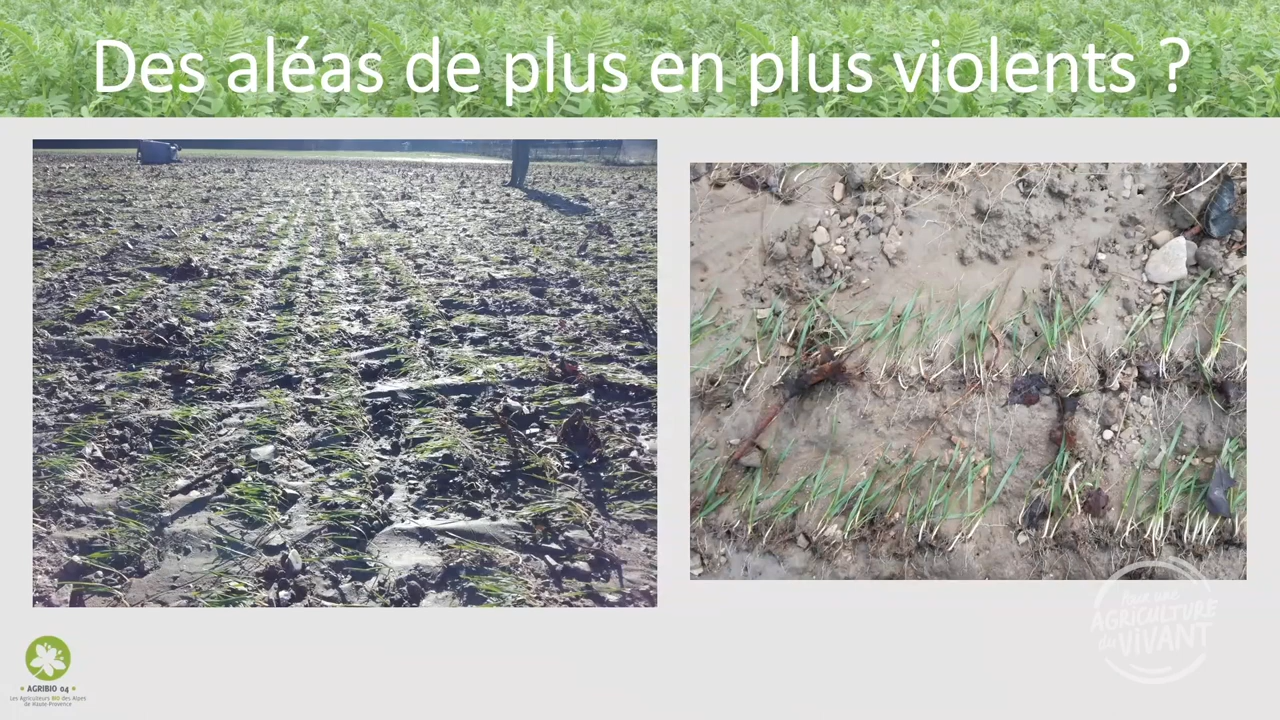 Des aléas de plus en plus violents ?
Pour une
AGRICULTURE
du ViVANT
• AGRIBIO 04 •
Les Agriculteurs BIO des Alpes
de Haute-Provence